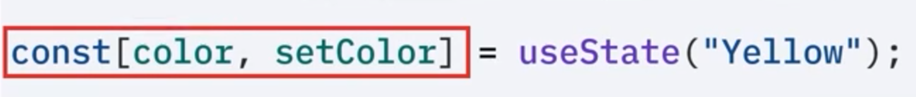 const[color, setColor] = useState("Yellow");